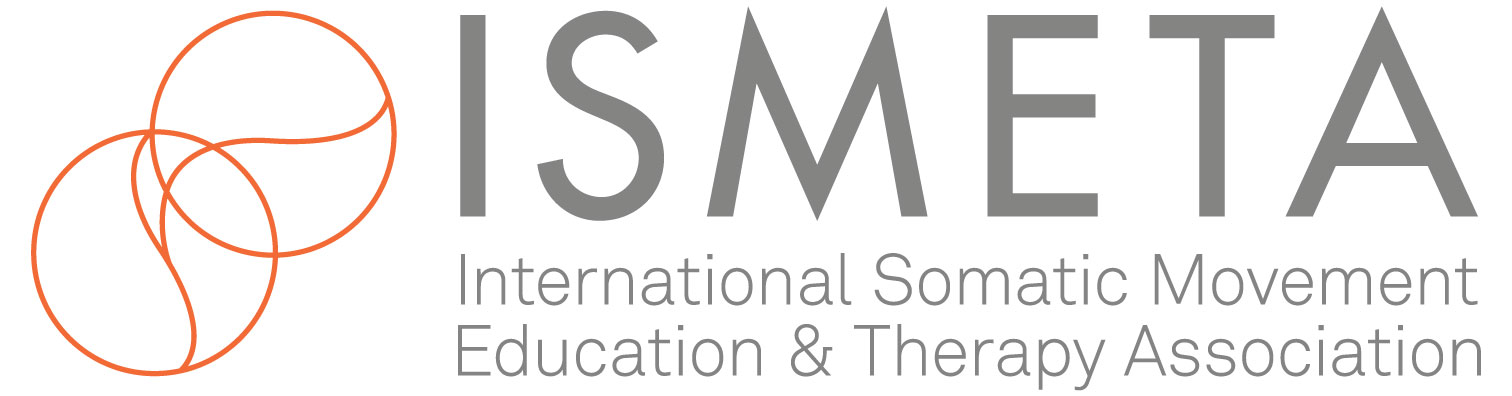 ISMETA
International Somatic Movement
Education & Therapy Association